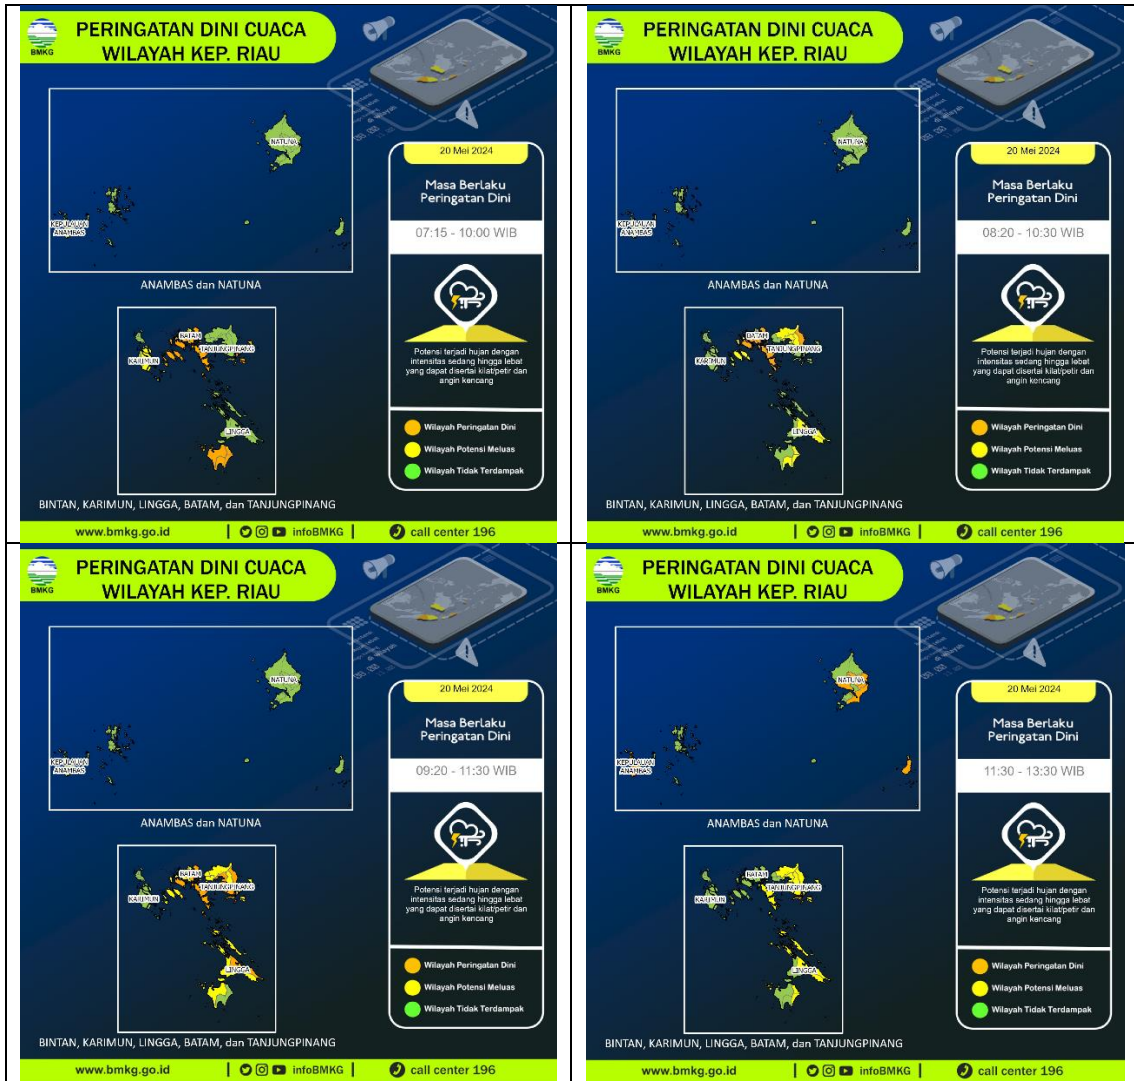 BMKG
PERINGATAN DINI CUACA
WILAYAH KEP. RIAU
20 Mei 2024
Masa Berlaku
Peringatan Dini
07:15 - 10:00 WIB
NATUNA
KEPULAUAN
ANAMBAS
ANAMBAS dan NATUNA
BATAM
TANJUNGPINANG
KARIMUN
LINGGA
Potensi terjadi hujan dengan
intensitas sedang hingga lebat
yang dapat disertai kilat/petir dan
angin kencang
Wilayah Peringatan Dini
Wilayah Potensi Meluas
Wilayah Tidak Terdampak
BINTAN, KARIMUN, LINGGA, BATAM, dan TANJUNGPINANG
www.bmkg.go.id | infoBMKG | call center 196
BMKG
PERINGATAN DINI CUACA
WILAYAH KEP. RIAU
20 Mei 2024
Masa Berlaku
Peringatan Dini
08:20 - 10:30 WIB
NATUNA
KEPULAUAN
ANAMBAS
ANAMBAS dan NATUNA
BATAM
TANJUNGPINANG
KARIMUN
LINGGA
Potensi terjadi hujan dengan
intensitas sedang hingga lebat
yang dapat disertai kilat/petir dan
angin kencang
Wilayah Peringatan Dini
Wilayah Potensi Meluas
Wilayah Tidak Terdampak
BINTAN, KARIMUN, LINGGA, BATAM, dan TANJUNGPINANG
www.bmkg.go.id | infoBMKG | call center 196
BMKG
PERINGATAN DINI CUACA
WILAYAH KEP. RIAU
20 Mei 2024
Masa Berlaku
Peringatan Dini
09:20 - 11:30 WIB
NATUNA
KEPULAUAN
ANAMBAS
ANAMBAS dan NATUNA
BATAM
TANJUNGPINANG
KARIMUN
LINGGA
Potensi terjadi hujan dengan
intensitas sedang hingga lebat
yang dapat disertai kilat/petir dan
angin kencang
Wilayah Peringatan Dini
Wilayah Potensi Meluas
Wilayah Tidak Terdampak
BINTAN, KARIMUN, LINGGA, BATAM, dan TANJUNGPINANG
www.bmkg.go.id | infoBMKG | call center 196
BMKG
PERINGATAN DINI CUACA
WILAYAH KEP. RIAU
20 Mei 2024
Masa Berlaku
Peringatan Dini
11:30 - 13:30 WIB
NATUNA
KEPULAUAN
ANAMBAS
ANAMBAS dan NATUNA
BATAM
TANJUNGPINANG
KARIMUN
LINGGA
Potensi terjadi hujan dengan
intensitas sedang hingga lebat
yang dapat disertai kilat/petir dan
angin kencang
Wilayah Peringatan Dini
Wilayah Potensi Meluas
Wilayah Tidak Terdampak
BINTAN, KARIMUN, LINGGA, BATAM, dan TANJUNGPINANG
www.bmkg.go.id | infoBMKG | call center 196